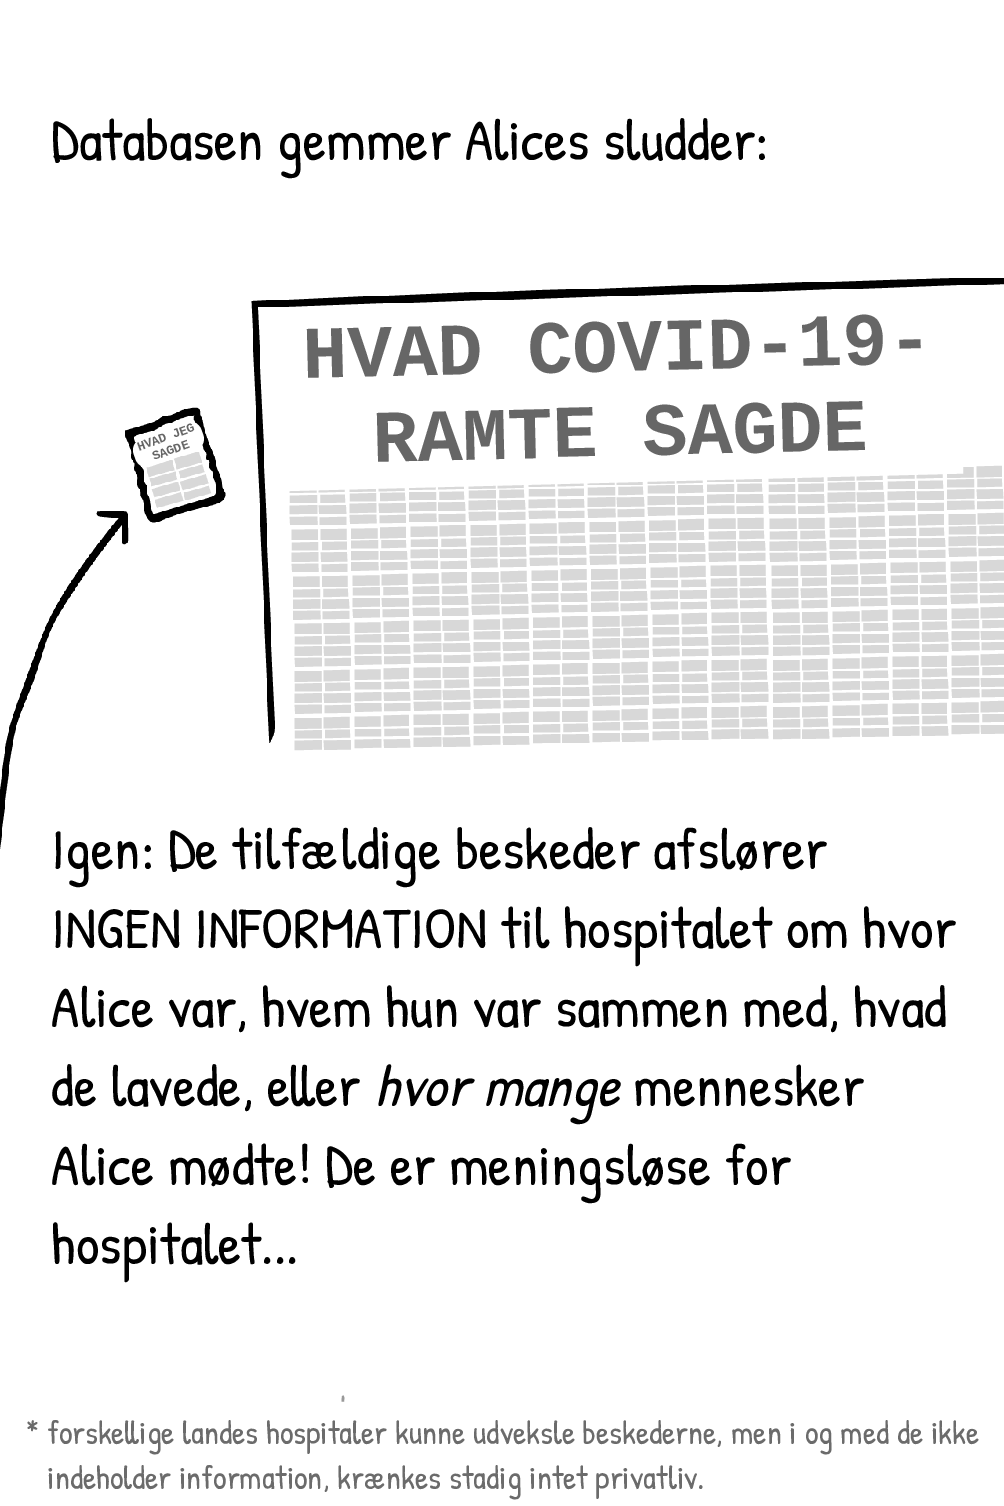 Databasen gemmer Alices sludder:
HVAD COVID-19-
RAMTE SAGDE
HVAD JEG
SAGDE
Igen: De tilfældige beskeder afslører
INGEN INFORMATION til hospitalet om hvor
Alice var, hvem hun var sammen med, hvad
de lavede, eller hvor mange mennesker
Alice mødte! De er meningsløse for
hospitalet...
* forskellige landes hospitaler kunne udveksle beskederne, men i og med de ikke
indeholder information, krænkes stadig intet privatliv.